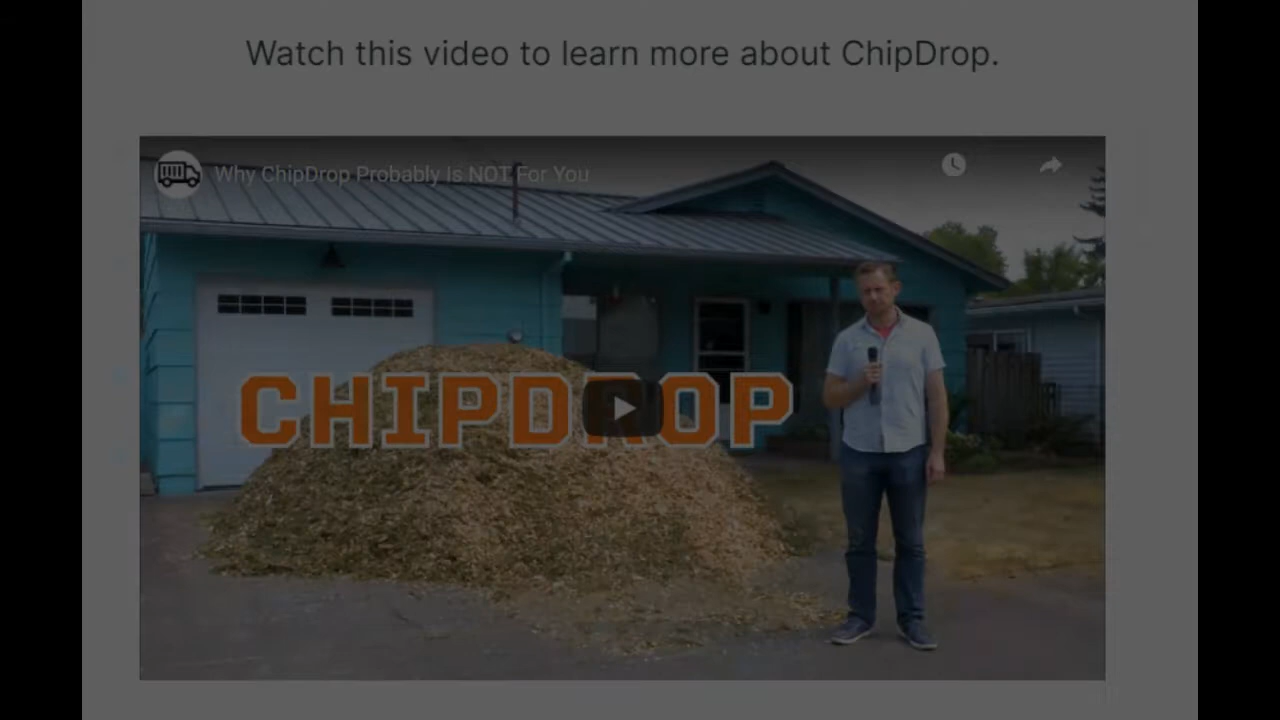 Watch this video to learn more about ChipDrop.
Why ChipDrop Probably Is NOT For You
CHIPDROP